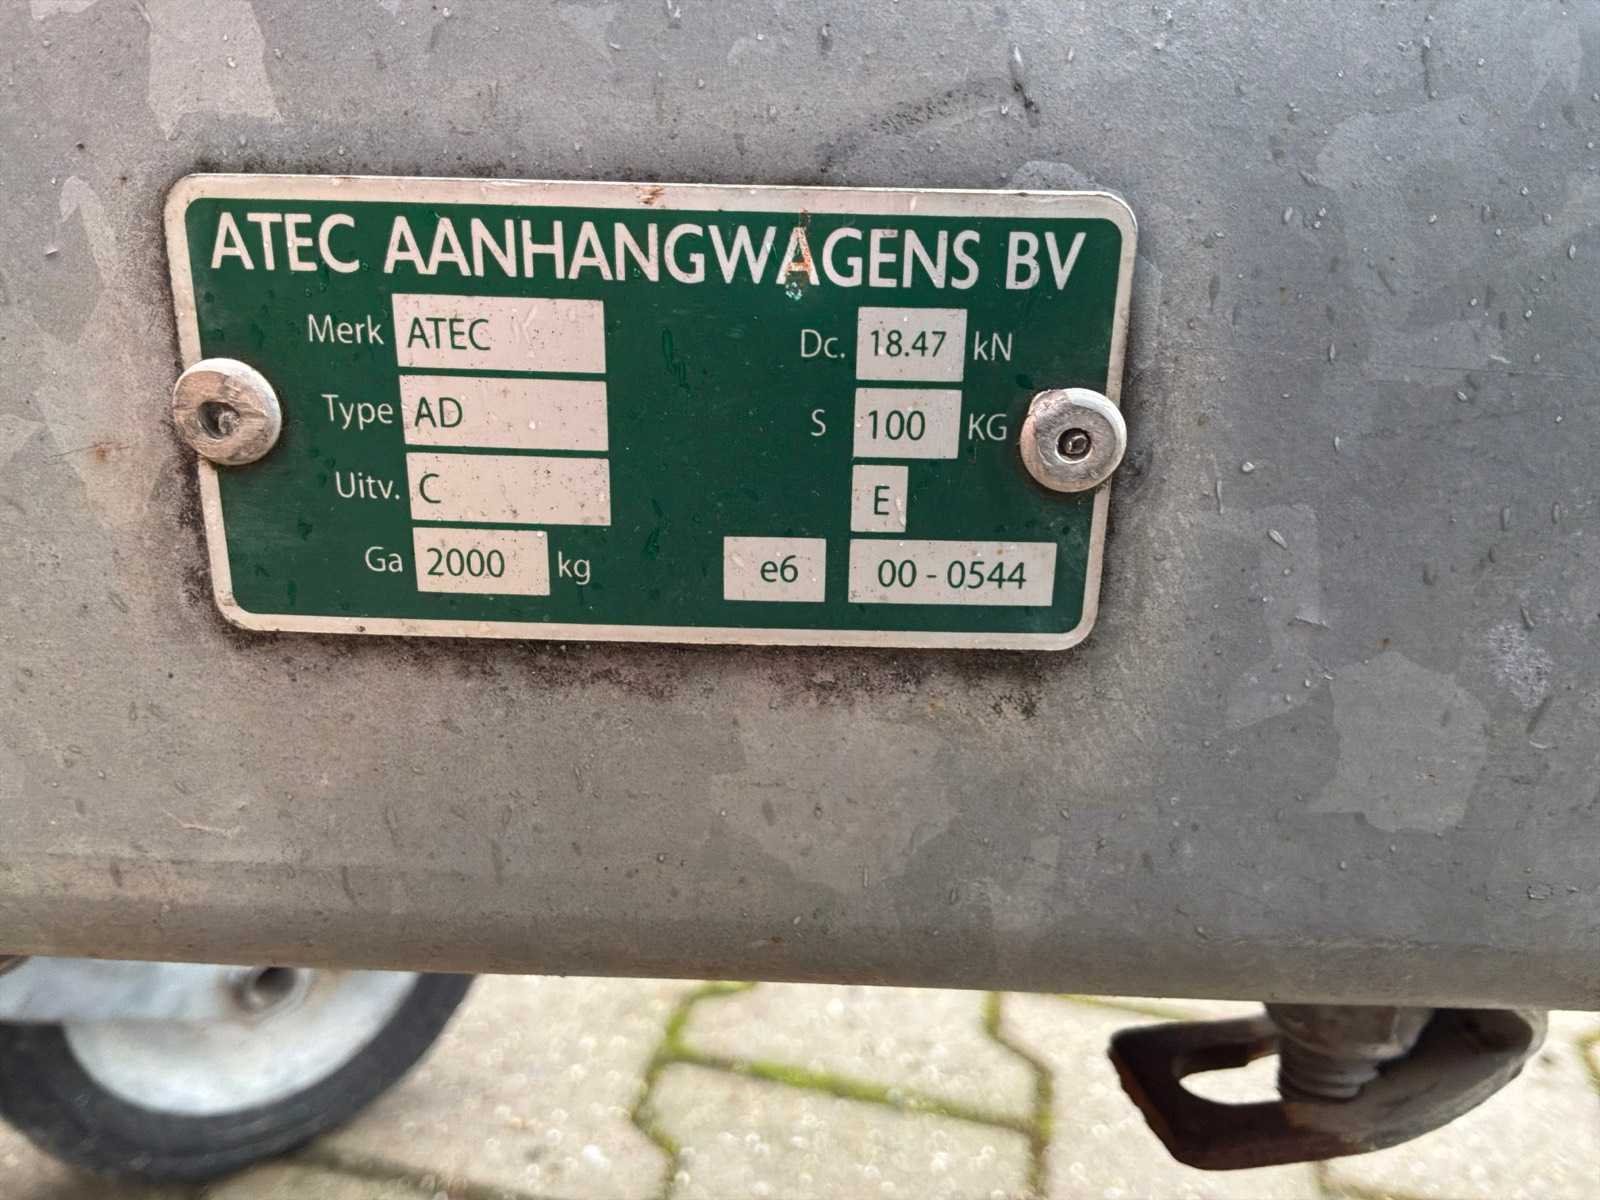 ATEC AANHANGWAGENS BV
Merk ATEC
Dc. 18.47 kN
Type AD
S 100 KG
Uitv. C
E
Ga 2000 kg
e6 00 - 0544